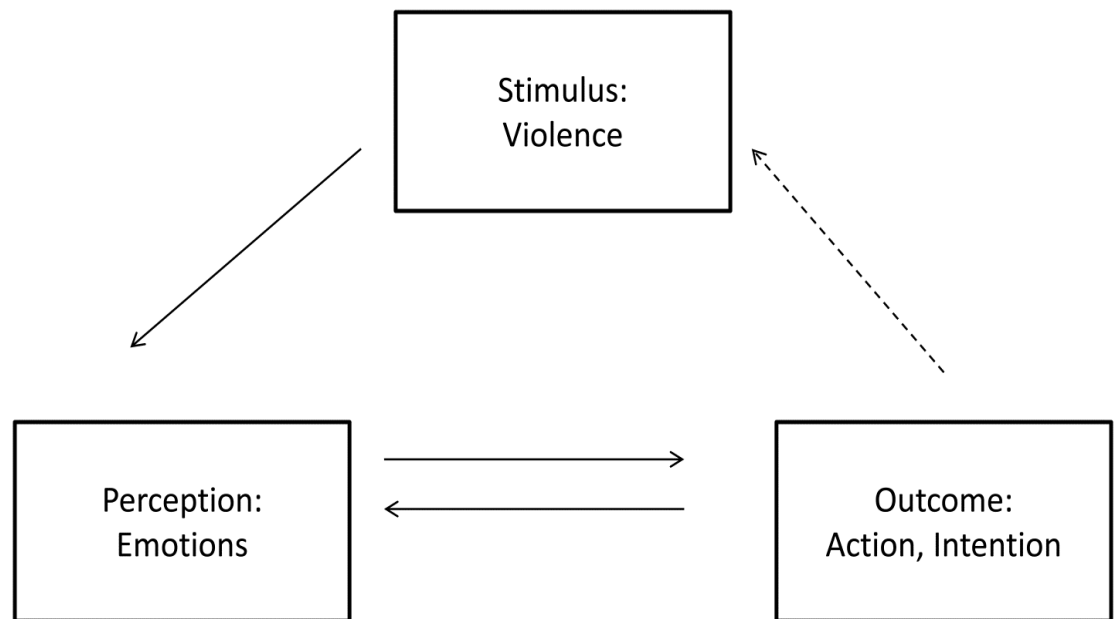 Stimulus:
Violence
Perception:
Emotions
Outcome:
Action, Intention